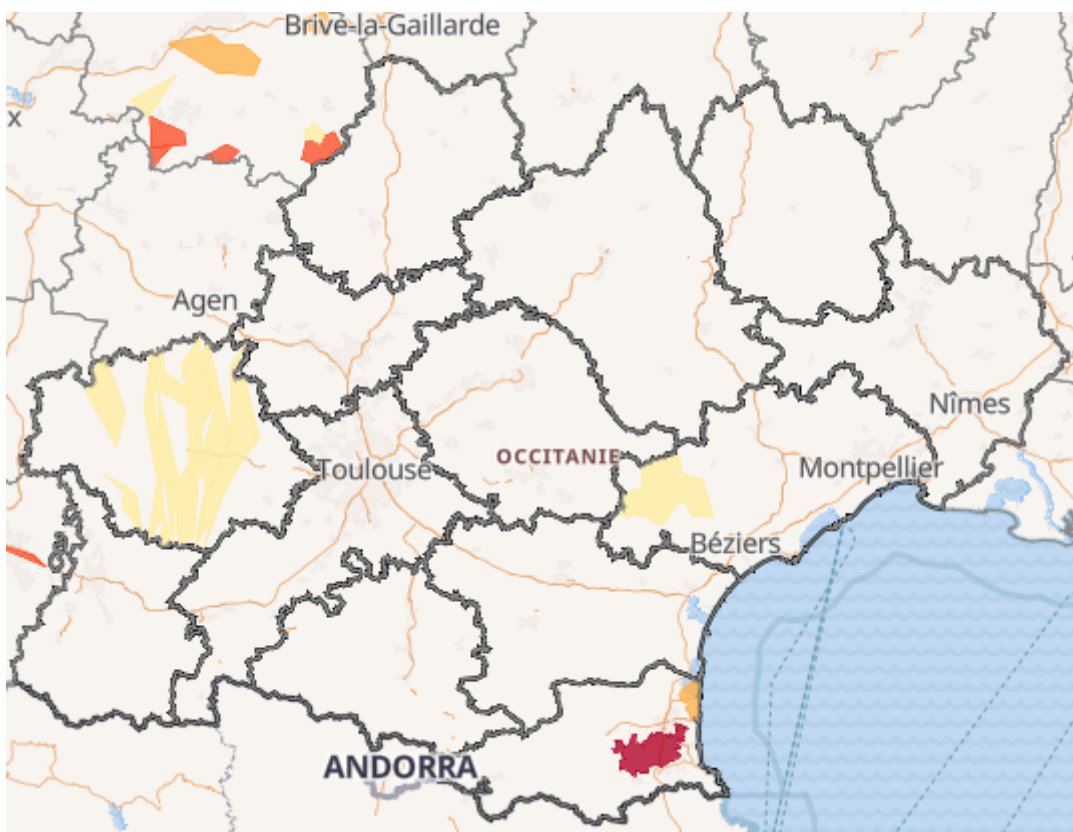 Brive-la-Gaillarde
x
Agen
Nîmes
OCCITANIE
Toulouse
Montpellier
Béziers
ANDORRA